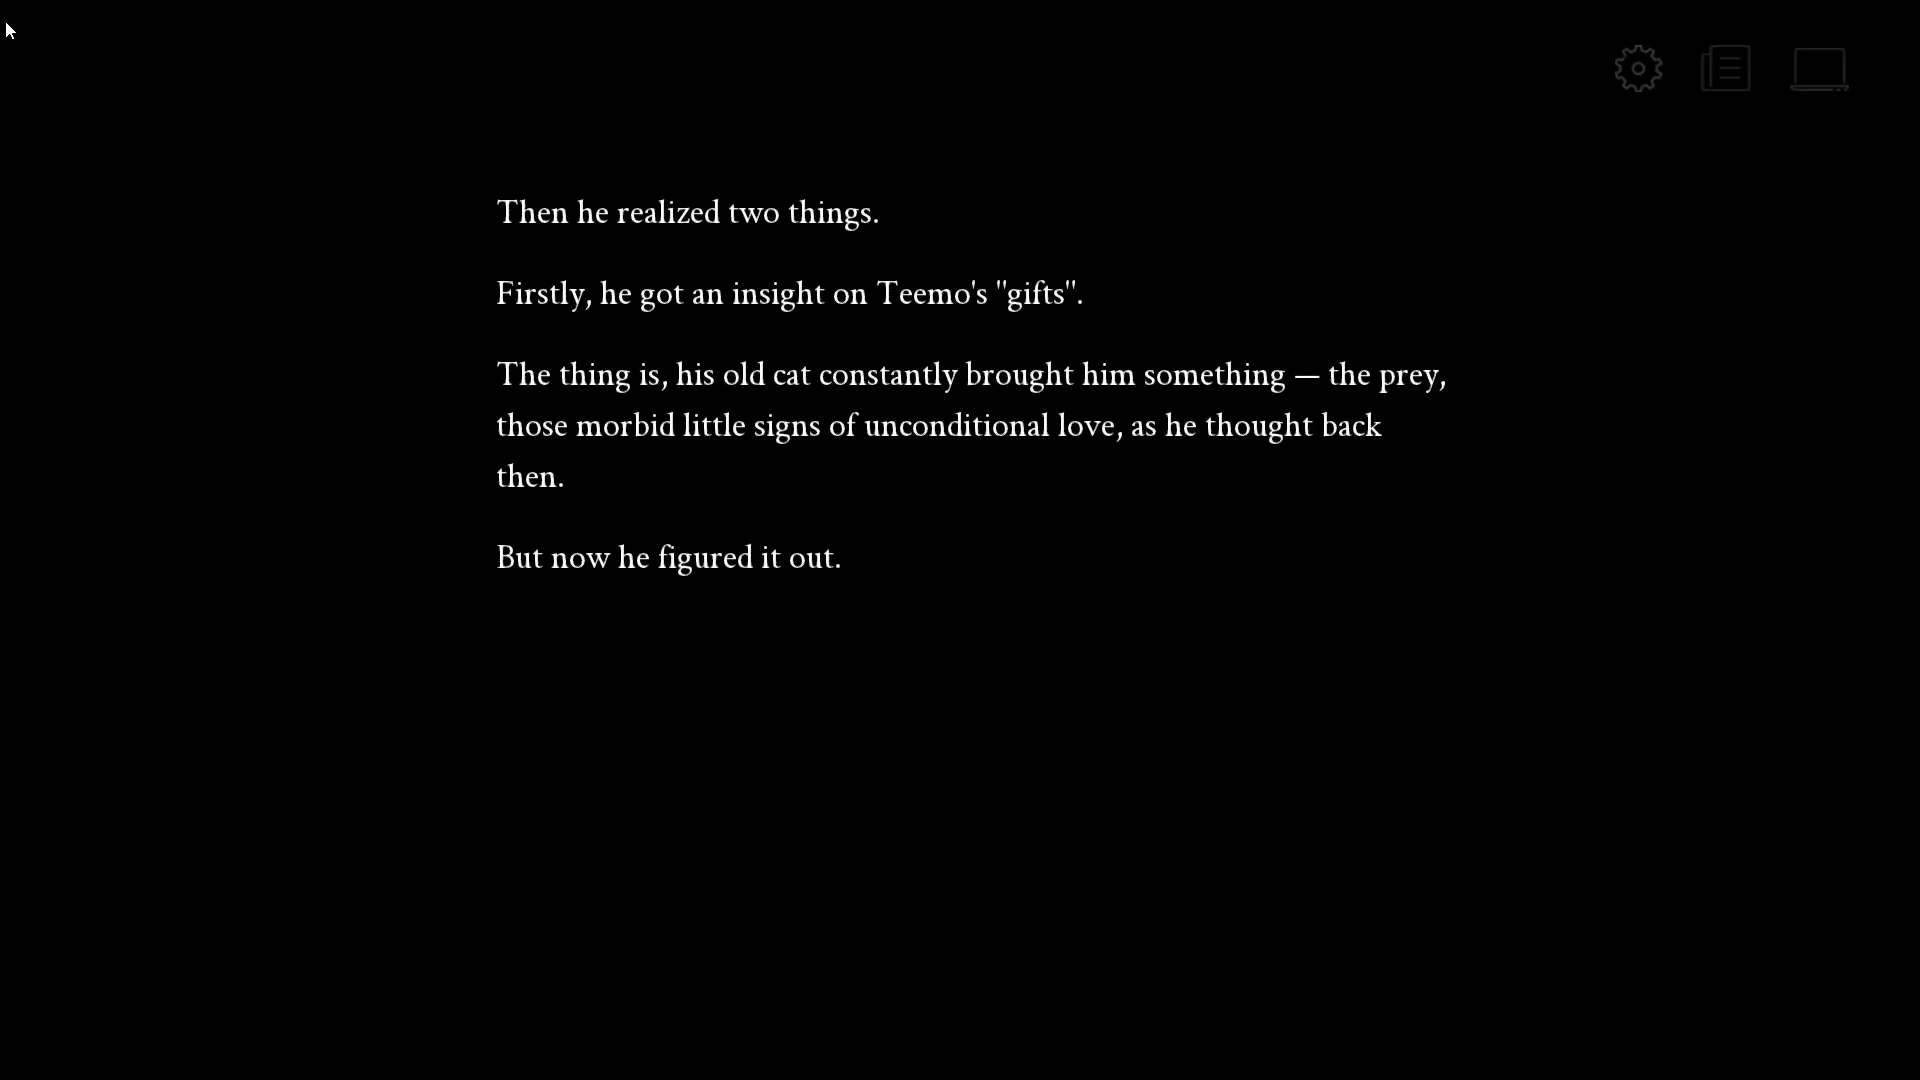 Then he realized two things.
Firstly, he got an insight on Teemo's "gifts".
The thing is, his old cat constantly brought him something — the prey,
those morbid little signs of unconditional love, as he thought back
then.
But now he figured it out.